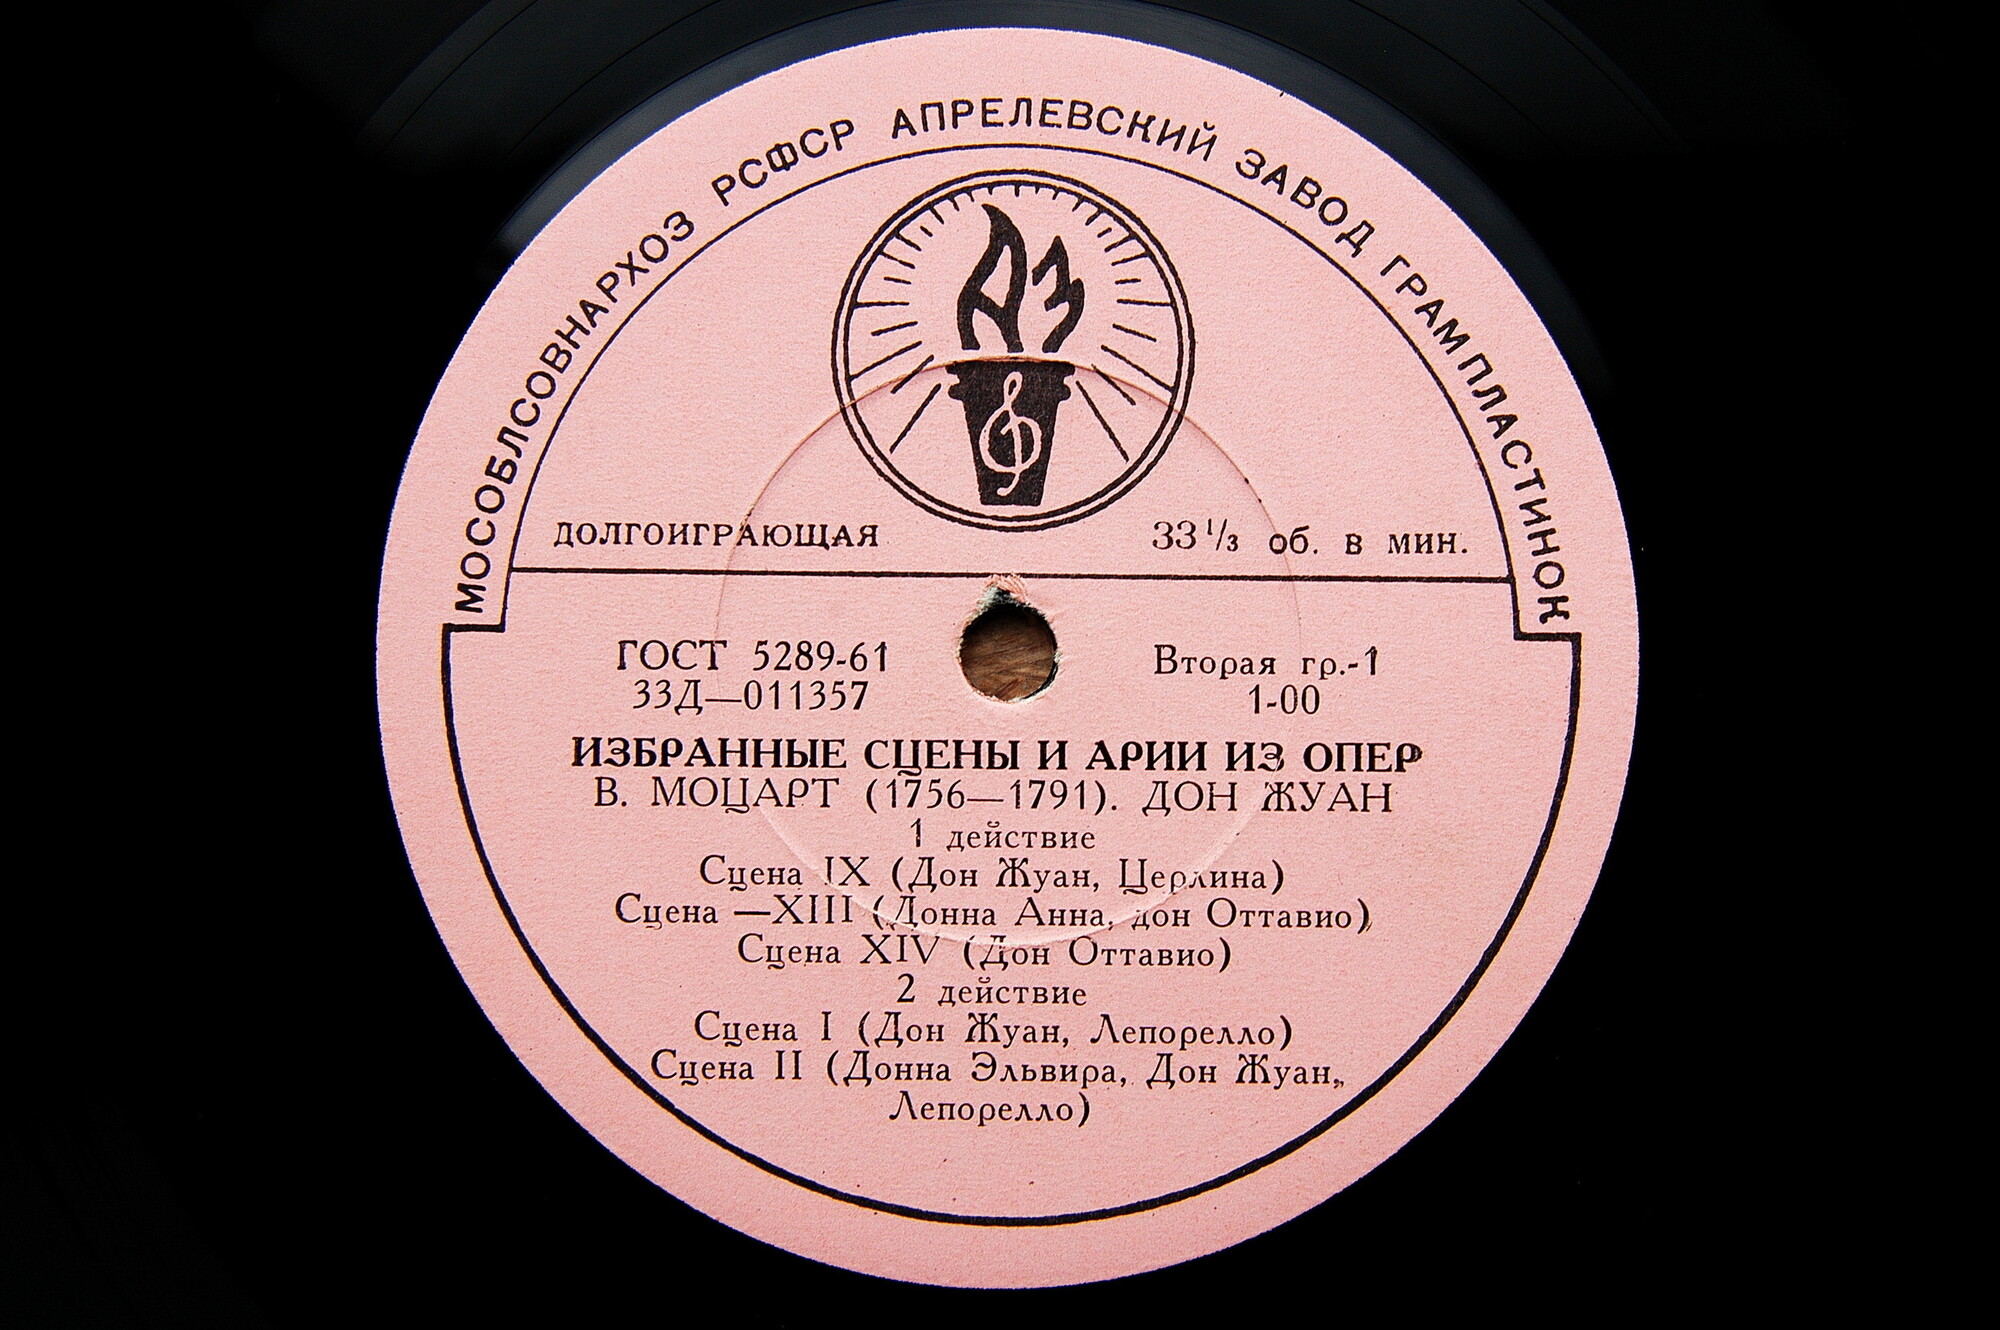 МОСОБЛСОВНАРХОЗ РСФСР АПРЕЛЕВСКИЙ ЗАВОД ГРАМПЛАСТИНОК
АЗ
ДОЛГОИГРАЮЩАЯ 33 1/3 об. в мин.
ГОСТ 5289-61 Вторая гр.-1
33Д—011357 1-00
ИЗБРАННЫЕ СЦЕНЫ И АРИИ ИЗ ОПЕР
В. МОЦАРТ (1756—1791). ДОН ЖУАН
1 действие
Сцена IX (Дон Жуан, Церлина)
Сцена —XIII (Донна Анна, дон Оттавио)
Сцена XIV (Дон Оттавио)
2 действие
Сцена I (Дон Жуан, Лепорелло)
Сцена II (Донна Эльвира, Дон Жуан,
Лепорелло)